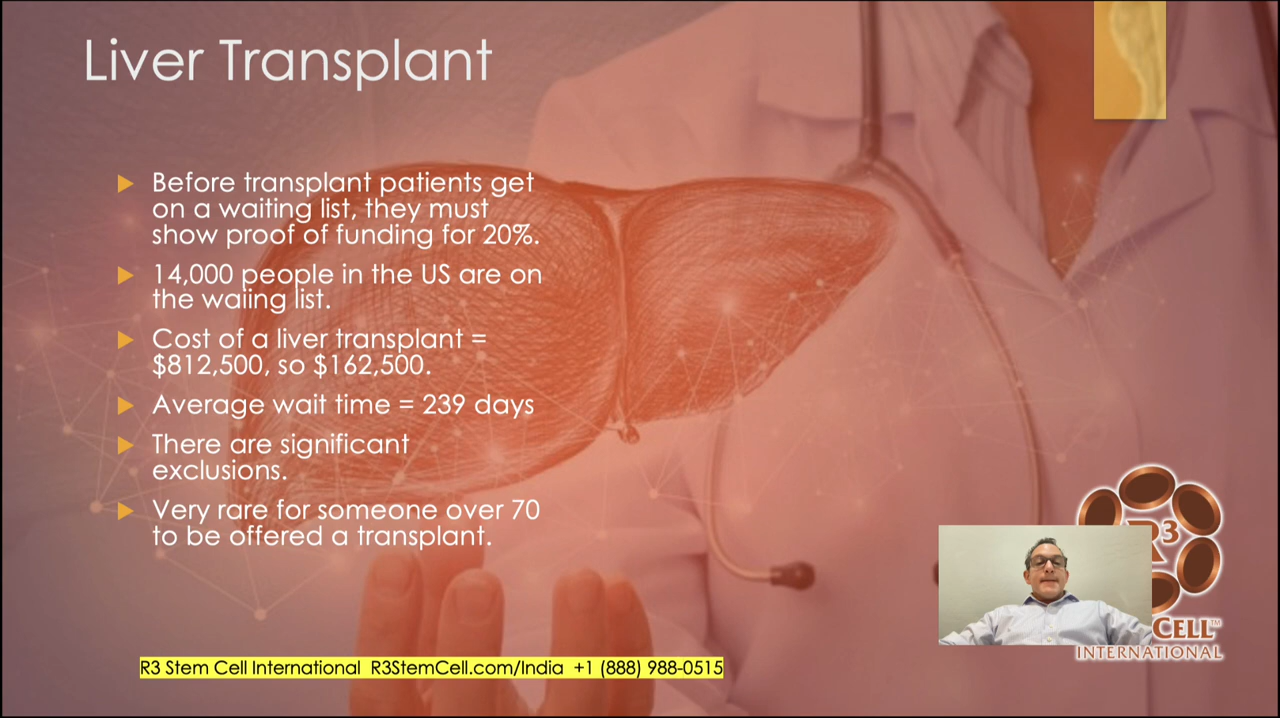 Liver Transplant
Before transplant patients get
on a waiting list, they must
show proof of funding for 20%.
14,000 people in the US are on
the waiing list.
Cost of a liver transplant =
$812,500, so $162,500.
Average wait time = 239 days
There are significant
exclusions.
Very rare for someone over 70
to be offered a transplant.
R3
CELL™
INTERNATIONAL
R3 Stem Cell International R3StemCell.com/India +1 (888) 988-0515